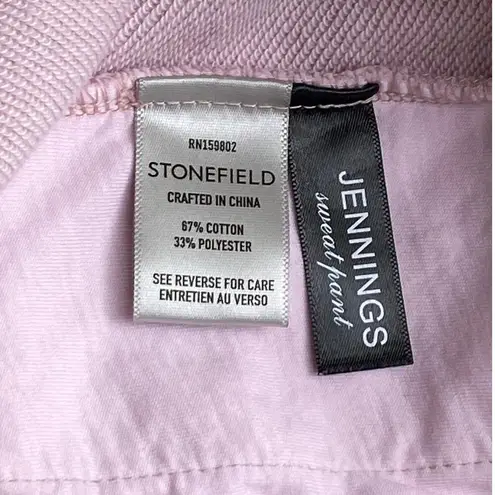 RN159802
STONEFIELD
CRAFTED IN CHINA
67% COTTON
33% POLYESTER
SEE REVERSE FOR CARE
ENTRETIEN AU VERSO
JENNINGS
sweat pant